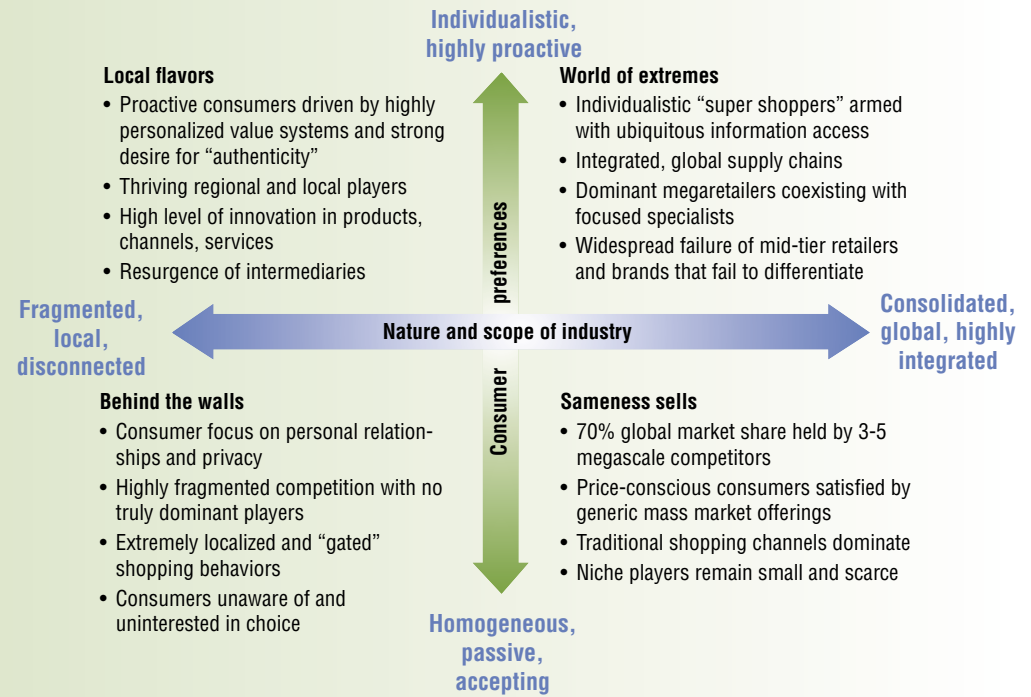 Individualistic,
highly proactive
Local flavors
• Proactive consumers driven by highly
personalized value systems and strong
desire for “authenticity”
• Thriving regional and local players
• High level of innovation in products,
channels, services
• Resurgence of intermediaries
World of extremes
• Individualistic “super shoppers” armed
with ubiquitous information access
• Integrated, global supply chains
• Dominant megaretailers coexisting with
focused specialists
• Widespread failure of mid-tier retailers
and brands that fail to differentiate
Fragmented,
local,
disconnected
Nature and scope of industry
Consolidated,
global, highly
integrated
Consumer preferences
Behind the walls
• Consumer focus on personal relation-
ships and privacy
• Highly fragmented competition with no
truly dominant players
• Extremely localized and “gated”
shopping behaviors
• Consumers unaware of and
uninterested in choice
Sameness sells
• 70% global market share held by 3-5
megascale competitors
• Price-conscious consumers satisfied by
generic mass market offerings
• Traditional shopping channels dominate
• Niche players remain small and scarce
Homogeneous,
passive,
accepting